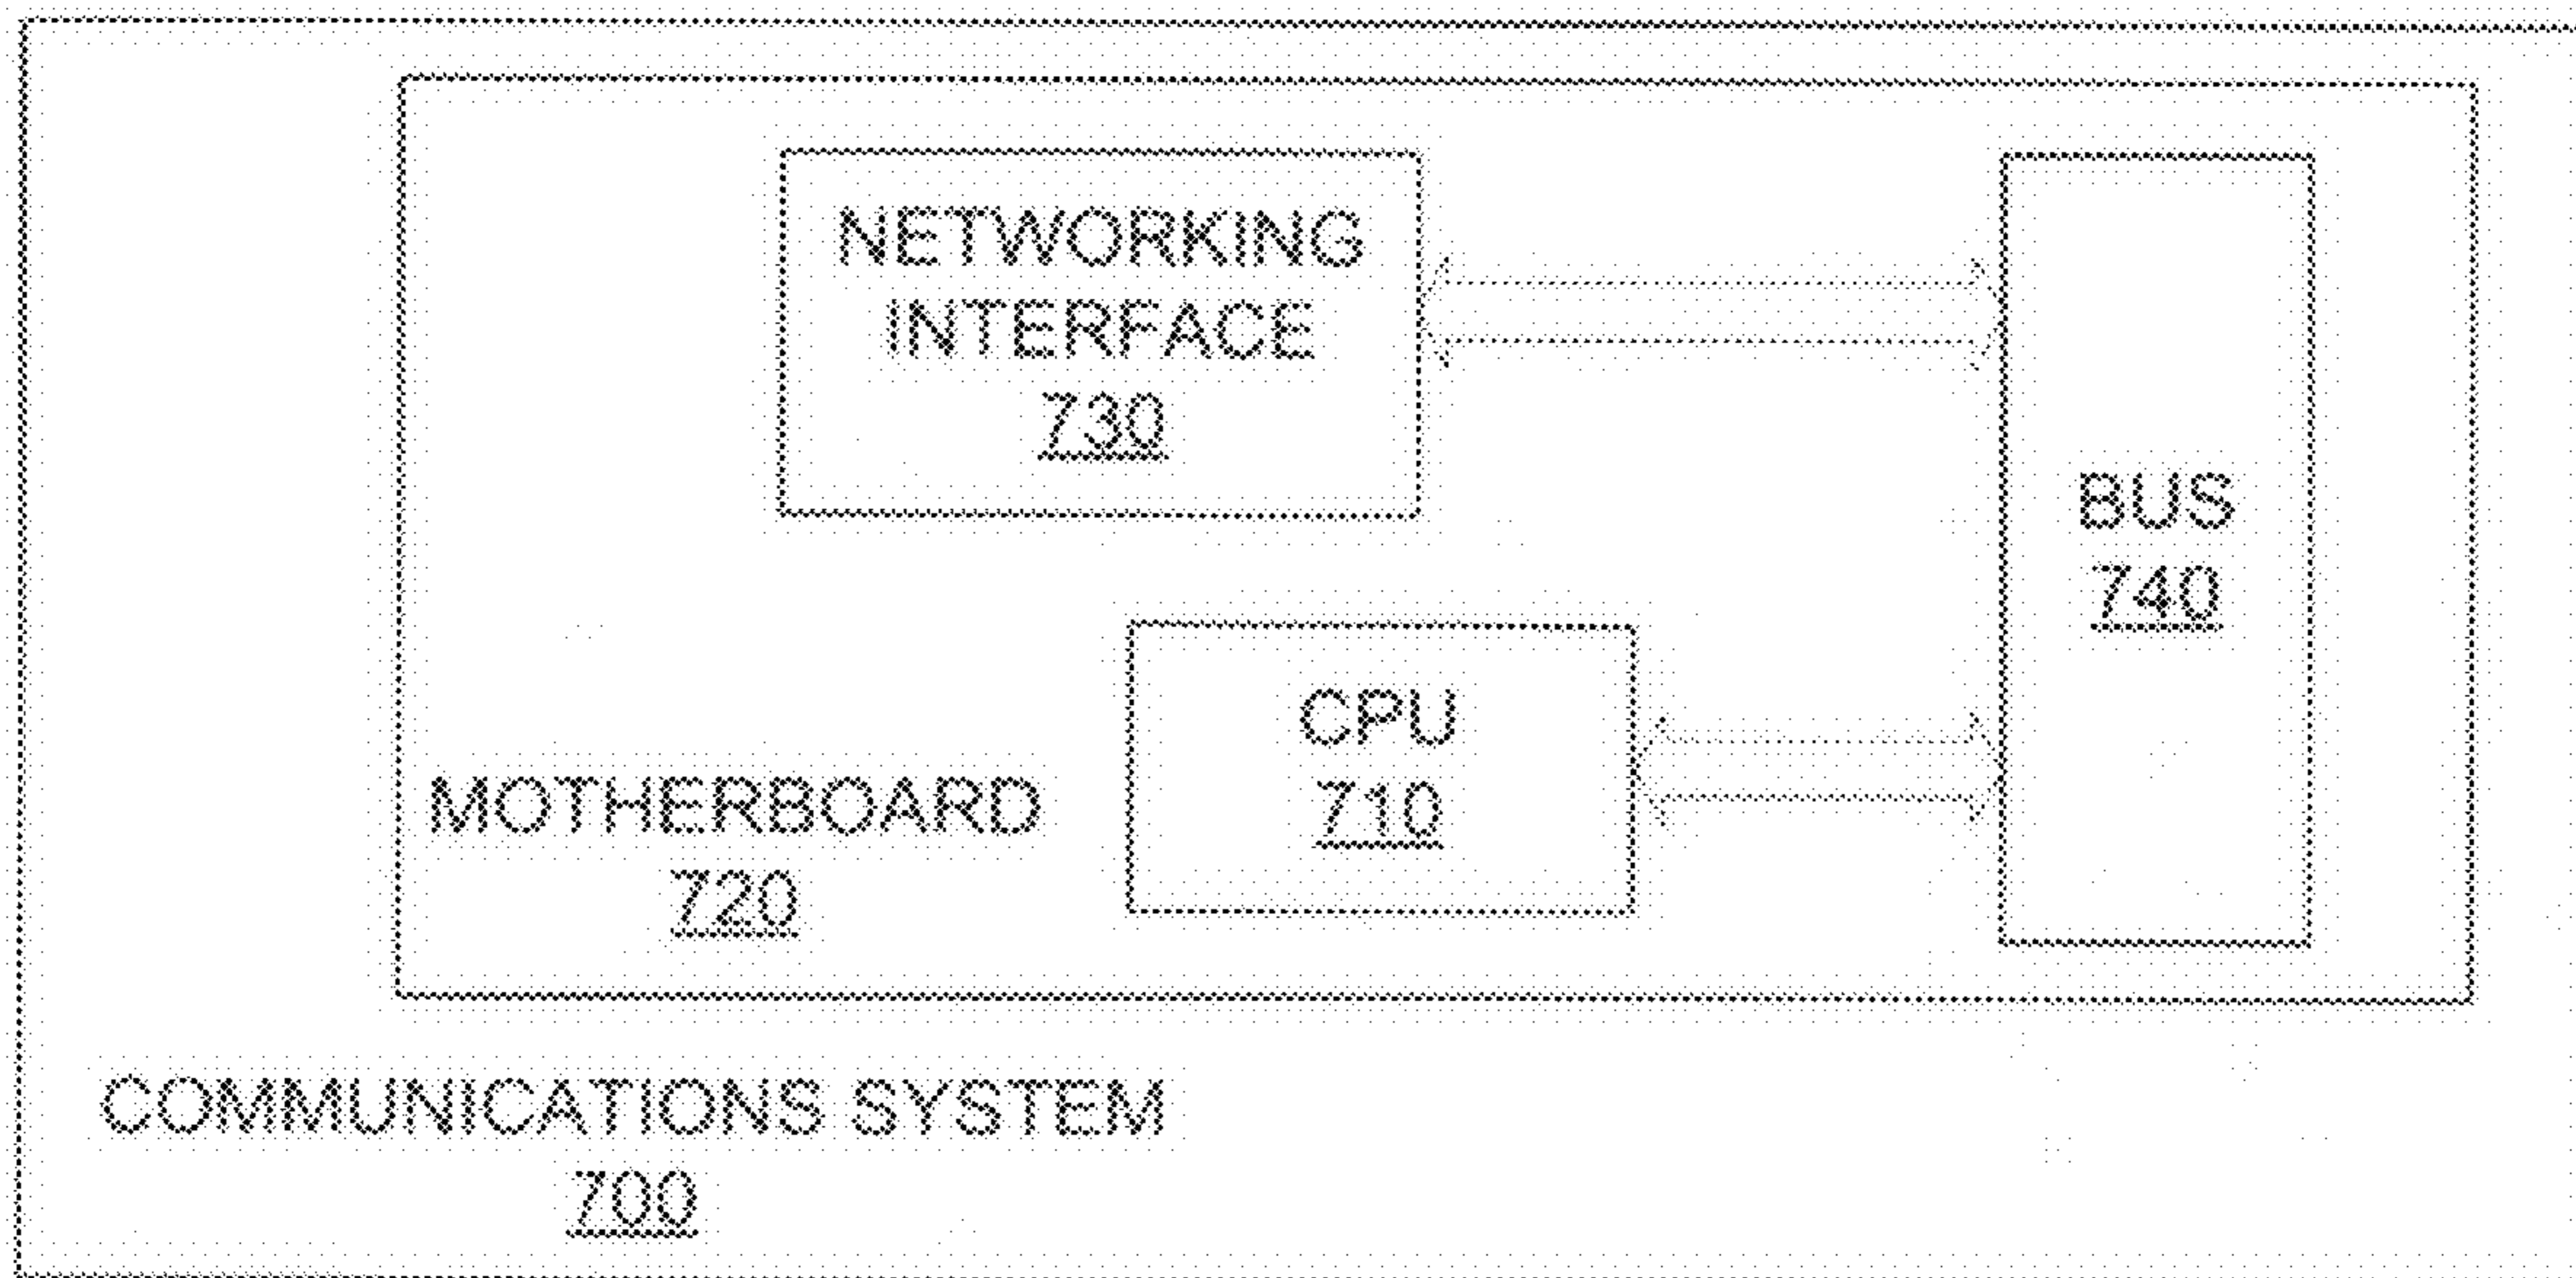 NETWORKING
INTERFACE
730
BUS
740
CPU
710
MOTHERBOARD
720
COMMUNICATIONS SYSTEM
700